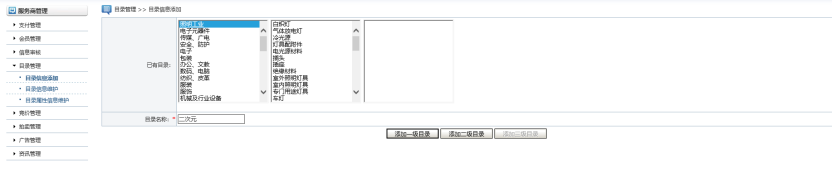 服务商管理
支付管理
会员管理
信息审核
目录管理
目录信息添加
目录信息维护
目录属性信息维护
竞价管理
拍卖管理
广告管理
资讯管理
目录管理 >> 目录信息添加
已有目录:
照明工业
电子元器件
传媒、广电
安全、防护
电子
包装
办公、文教
数码、电脑
纺织、皮革
服装
服饰
机械及行业设备
白炽灯
气体放电灯
冷光源
灯具配附件
电光源材料
插头
插座
绝缘材料
室外照明灯具
室内照明灯具
专门用途灯具
车灯
目录名称: * 二次元
添加一级目录 添加二级目录 添加三级目录